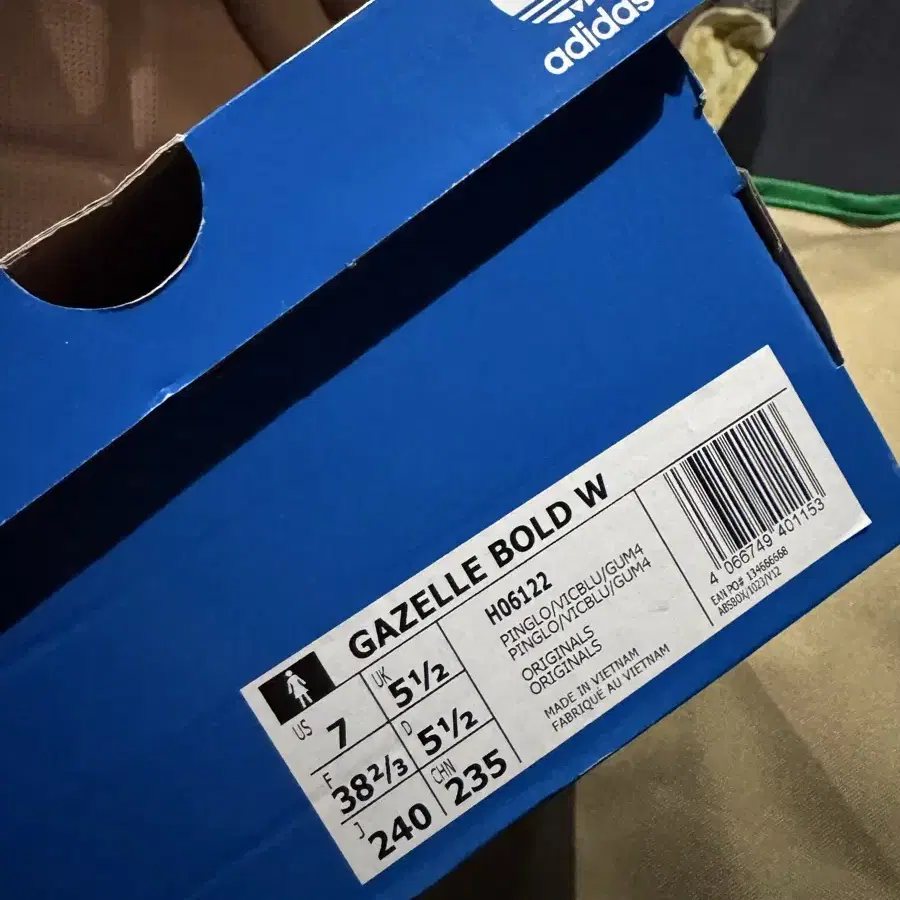 adidas
GAZELLE BOLD W
US 7
UK 5½
F 38²/₃
D 5½
J 240
CHN 235
H06122
PINGLO/VICBLU/GUM4
PINGLO/VICBLU/GUM4
ORIGINALS
ORIGINALS
MADE IN VIETNAM
FABRIQUÉ AU VIETNAM
4 066749 401153
EAN PO# 134666668
ABSBOX/1023/V12